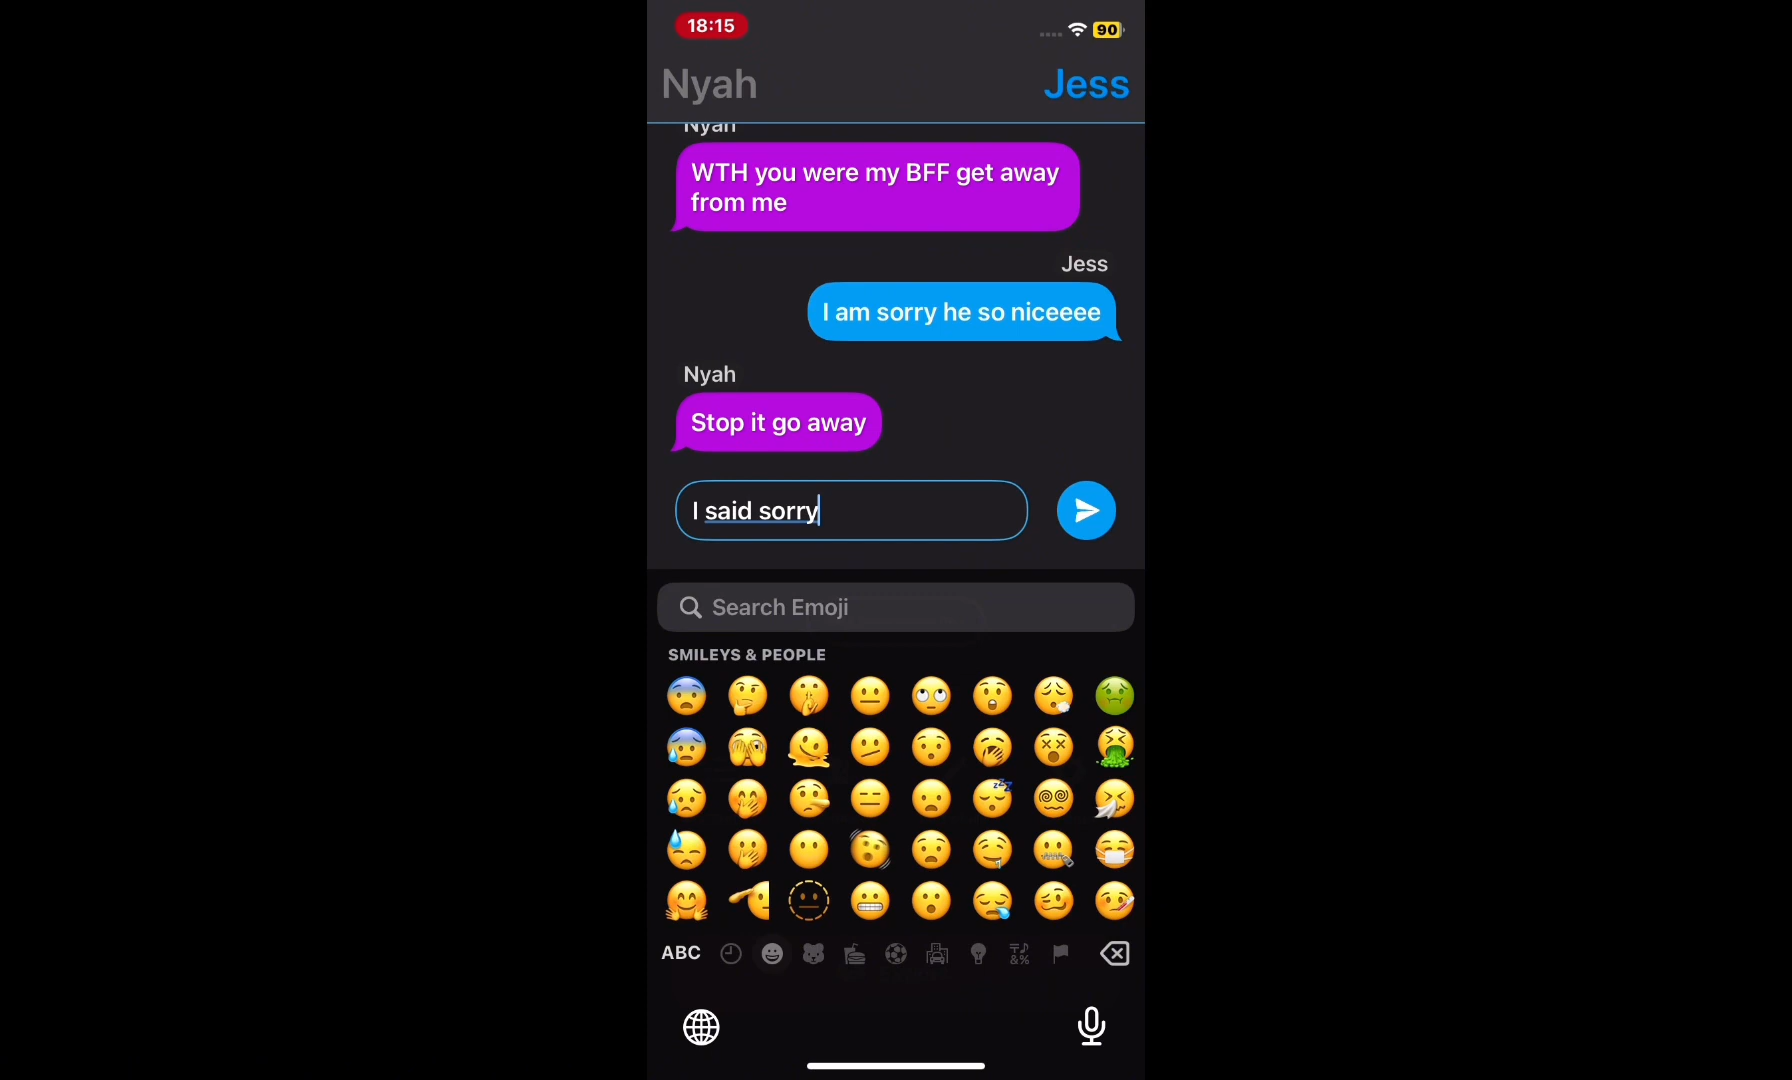 18:15
90
Nyah
Jess
Nyah
WTH you were my BFF get away
from me
Jess
I am sorry he so niceeee
Nyah
Stop it go away
I said sorry
Search Emoji
SMILEYS & PEOPLE
ABC